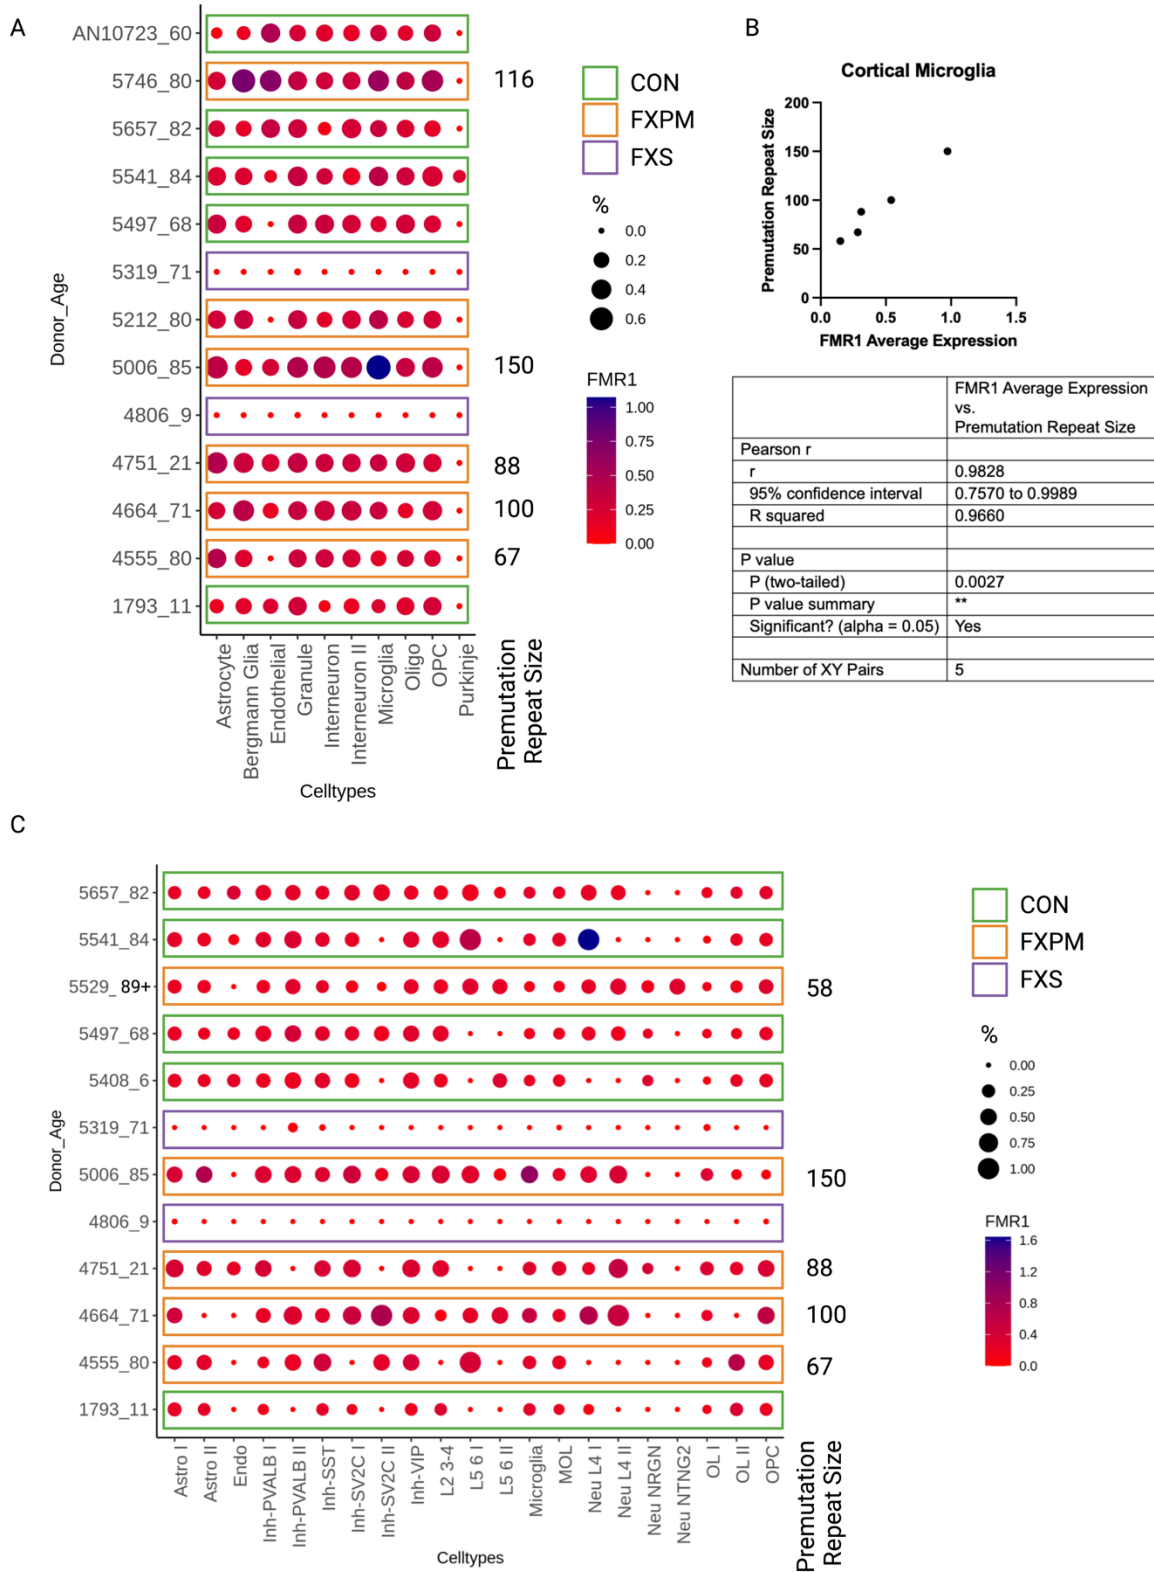 A
AN10723_60
5746_80
5657_82
5541_84
5497_68
5319_71
5212_80
5006_85
4806_9
4751_21
4664_71
4555_80
1793_11
Donor_Age
Astrocyte
Bergmann Glia
Endothelial
Granule
Interneuron
Interneuron II
Microglia
Oligo
OPC
Purkinje
Celltypes
116
150
88
100
67
Premutation
Repeat Size
CON
FXPM
FXS
%
0.0
0.2
0.4
0.6
FMR1
1.00
0.75
0.50
0.25
0.00
B
Cortical Microglia
Premutation Repeat Size
200
150
100
50
0
0.0 0.5 1.0 1.5
FMR1 Average Expression
FMR1 Average Expression
vs.
Premutation Repeat Size
Pearson r
r 0.9828
95% confidence interval 0.7570 to 0.9989
R squared 0.9660
P value
P (two-tailed) 0.0027
P value summary **
Significant? (alpha = 0.05) Yes
Number of XY Pairs 5
C
5657_82
5541_84
5529_89+
5497_68
5408_6
5319_71
5006_85
4806_9
4751_21
4664_71
4555_80
1793_11
Donor_Age
Astro I
Astro II
Endo
Inh-PVALB I
Inh-PVALB II
Inh-SST
Inh-SV2C I
Inh-SV2C II
Inh-VIP
L2 3-4
L5 6 I
L5 6 II
Microglia
MOL
Neu L4 I
Neu L4 II
Neu NRGN
Neu NTNG2
OL I
OL II
OPC
Celltypes
58
150
88
100
67
Premutation
Repeat Size
CON
FXPM
FXS
%
0.00
0.25
0.50
0.75
1.00
FMR1
1.6
1.2
0.8
0.4
0.0